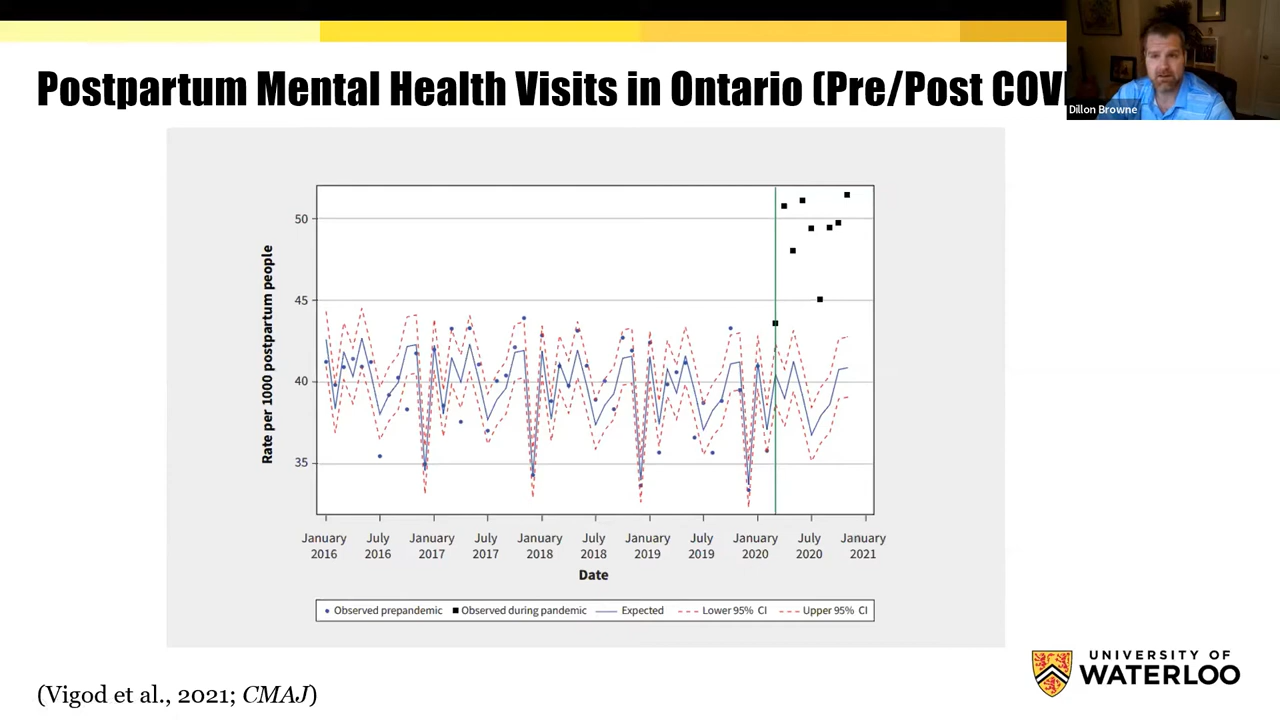 Postpartum Mental Health Visits in Ontario (Pre/Post COV
Dillon Browne
Rate per 1000 postpartum people
50
45
40
35
January 2016
July 2016
January 2017
July 2017
January 2018
July 2018
January 2019
July 2019
January 2020
July 2020
January 2021
Date
Observed prepandemic Observed during pandemic Expected Lower 95% CI Upper 95% CI
(Vigod et al., 2021; CMAJ)
UNIVERSITY OF
WATERLOO